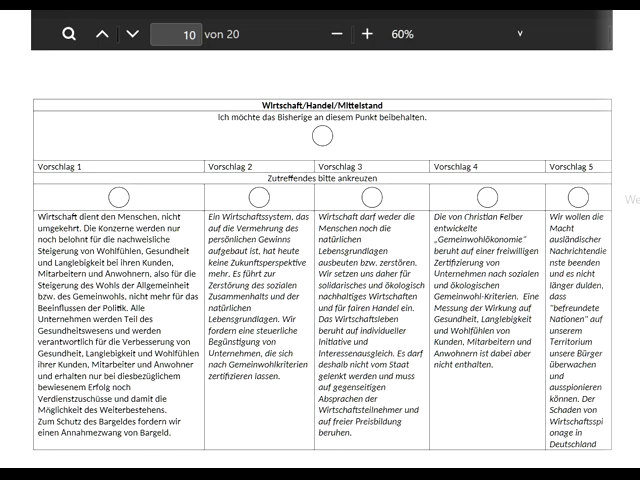 10 von 20 60%
Wirtschaft/Handel/Mittelstand
Ich möchte das Bisherige an diesem Punkt beibehalten.
Vorschlag 1 Vorschlag 2 Vorschlag 3 Vorschlag 4 Vorschlag 5
Zutreffendes bitte ankreuzen
Wirtschaft dient den Menschen, nicht
umgekehrt. Die Konzerne werden nur
noch belohnt für die nachweisliche
Steigerung von Wohlfühlen, Gesundheit
und Langlebigkeit bei ihren Kunden,
Mitarbeitern und Anwohnern, also für die
Steigerung des Wohls der Allgemeinheit
bzw. des Gemeinwohls, nicht mehr für das
Beeinflussen der Politik. Alle
Unternehmen werden Teil des
Gesundheitswesens und werden
verantwortlich für die Verbesserung von
Gesundheit, Langlebigkeit und Wohlfühlen
ihrer Kunden, Mitarbeiter und Anwohner
und erhalten nur bei diesbezüglichem
bewiesenem Erfolg noch
Verdienstzuschüsse und damit die
Möglichkeit des Weiterbestehens.
Zum Schutz des Bargeldes fordern wir
einen Annahmezwang von Bargeld.
Ein Wirtschaftssystem, das
auf die Vermehrung des
persönlichen Gewinns
aufgebaut ist, hat heute
keine Zukunftsperspektive
mehr. Es führt zur
Zerstörung des sozialen
Zusammenhalts und der
natürlichen
Lebensgrundlagen. Wir
fordern eine steuerliche
Begünstigung von
Unternehmen, die sich
nach Gemeinwohlkriterien
zertifizieren lassen.
Wirtschaft darf weder die
Menschen noch die
natürlichen
Lebensgrundlagen
ausbeuten bzw. zerstören.
Wir setzen uns daher für
solidarisches und ökologisch
nachhaltiges Wirtschaften
und für fairen Handel ein.
Das Wirtschaftsleben
beruht auf individueller
Initiative und
Interessenausgleich. Es darf
deshalb nicht vom Staat
gelenkt werden und muss
auf gegenseitigen
Absprachen der
Wirtschaftsteilnehmer und
auf freier Preisbildung
beruhen.
Die von Christian Felber
entwickelte
„Gemeinwohlökonomie“
beruht auf einer freiwilligen
Zertifizierung von
Unternehmen nach sozialen
und ökologischen
Gemeinwohl-Kriterien. Eine
Messung der Wirkung auf
Gesundheit, Langlebigkeit
und Wohlfühlen von
Kunden, Mitarbeitern und
Anwohnern ist dabei aber
nicht enthalten.
Wir wollen die
Macht
ausländischer
Nachrichtendie
nste beenden
und es nicht
länger dulden,
dass
"befreundete
Nationen" auf
unserem
Territorium
unsere Bürger
überwachen
und
ausspionieren
können. Der
Schaden von
Wirtschaftsspi
onage in
Deutschland
We